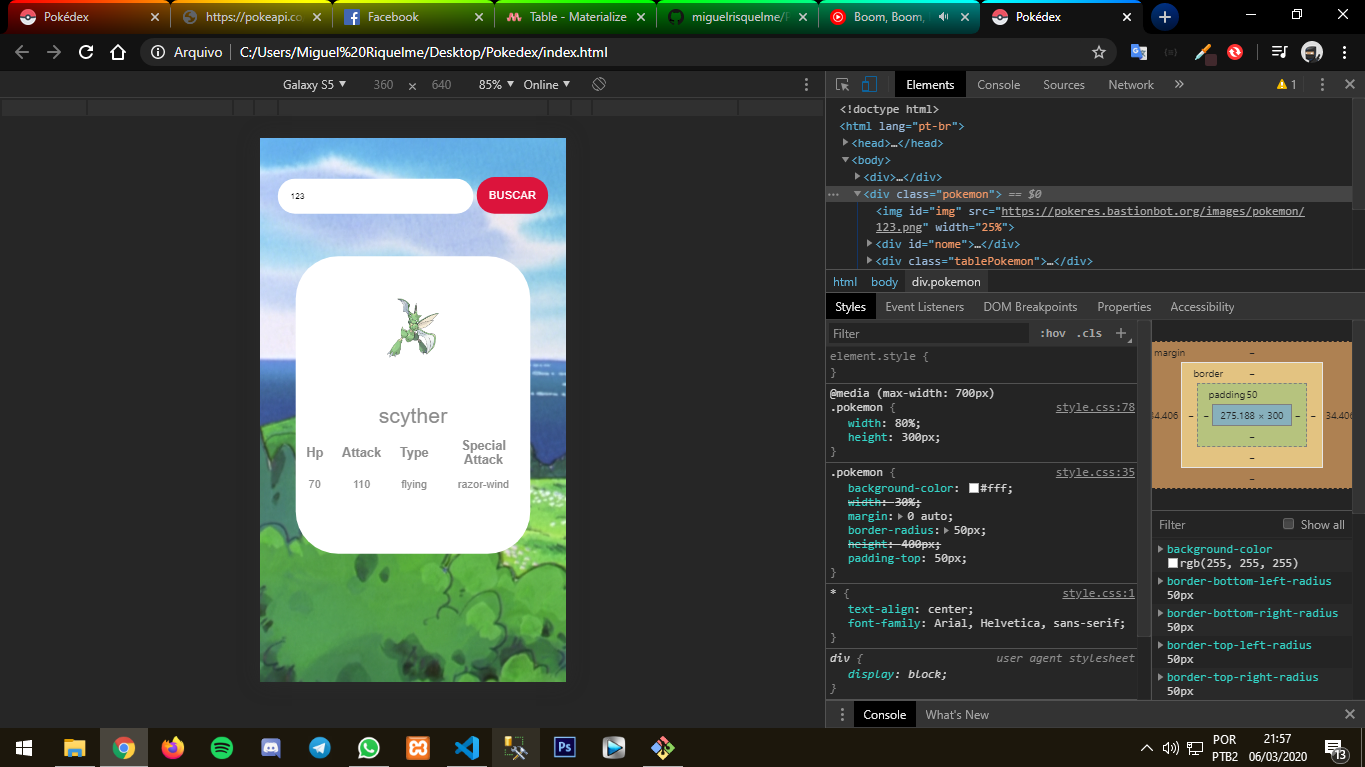 Pokédex
https://pokeapi.co
Facebook
Table - Materialize
miguelrisquelme/P
Boom, Boom,
Pokédex
Arquivo
C:/Users/Miguel%20Riquelme/Desktop/Pokedex/index.html
Galaxy S5 ▼ 360 × 640 85% ▼ Online ▼
123
BUSCAR
scyther
Hp Attack Type Special Attack
70 110 flying razor-wind
Elements Console Sources Network » 1
<!doctype html>
<html lang="pt-br">
<head>…</head>
<body>
<div>…</div>
<div class="pokemon"> == $0
<img id="img" src="https://pokeres.bastionbot.org/images/pokemon/
123.png" width="25%">
<div id="nome">…</div>
<div class="tablePokemon">…</div>
html body div.pokemon
Styles Event Listeners DOM Breakpoints Properties Accessibility
Filter :hov .cls +
element.style {
}
@media (max-width: 700px)
.pokemon { style.css:78
width: 80%;
height: 300px;
}
.pokemon { style.css:35
background-color: #fff;
width: 30%;
margin: 0 auto;
border-radius: 50px;
height: 400px;
padding-top: 50px;
}
* { style.css:1
text-align: center;
font-family: Arial, Helvetica, sans-serif;
}
div { user agent stylesheet
display: block;
}
margin –
border –
padding 50
34.406 – – 275.188 × 300 – – 34.406
–
–
–
Filter Show all
background-color
rgb(255, 255, 255)
border-bottom-left-radius
50px
border-bottom-right-radius
50px
border-top-left-radius
50px
border-top-right-radius
50px
Console What's New
Ps
POR
PTB2
21:57
06/03/2020
13